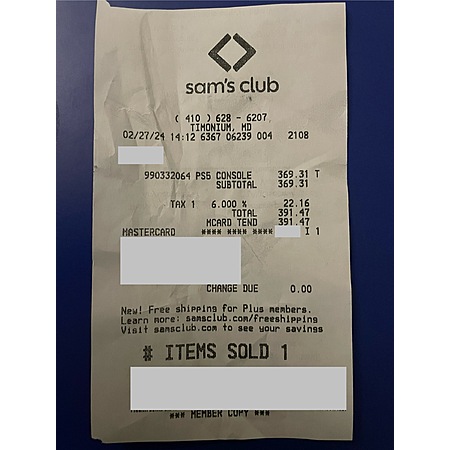 sam's club
( 410 ) 628 - 6207
TIMONIUM, MD
02/27/24 14:12 6367 06239 004 2108
990332064 PS5 CONSOLE 369.31 T
SUBTOTAL 369.31
TAX 1 6.000 % 22.16
TOTAL 391.47
MCARD TEND 391.47
MASTERCARD **** **** **** I 1
CHANGE DUE 0.00
New! Free shipping for Plus members.
Learn more: samsclub.com/freeshipping
Visit samsclub.com to see your savings
# ITEMS SOLD 1
*** MEMBER COPY ***